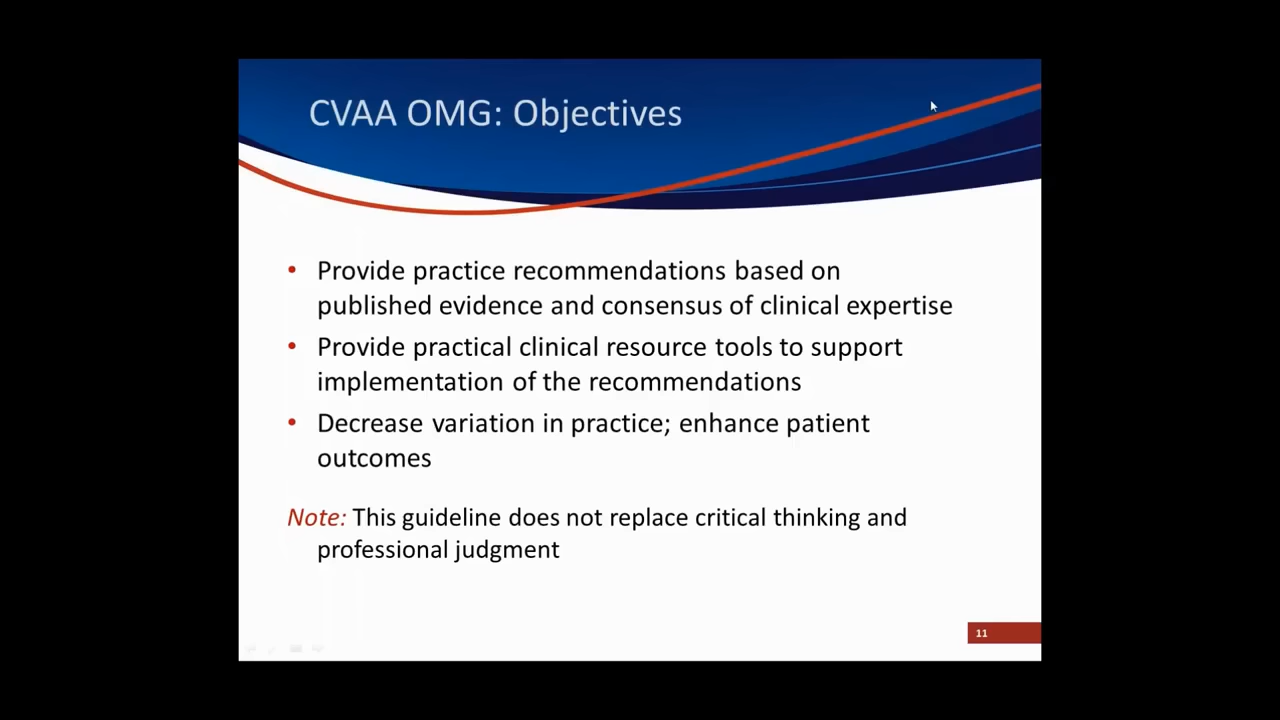 CVAA OMG: Objectives
• Provide practice recommendations based on
published evidence and consensus of clinical expertise
• Provide practical clinical resource tools to support
implementation of the recommendations
• Decrease variation in practice; enhance patient
outcomes
Note: This guideline does not replace critical thinking and
professional judgment
11